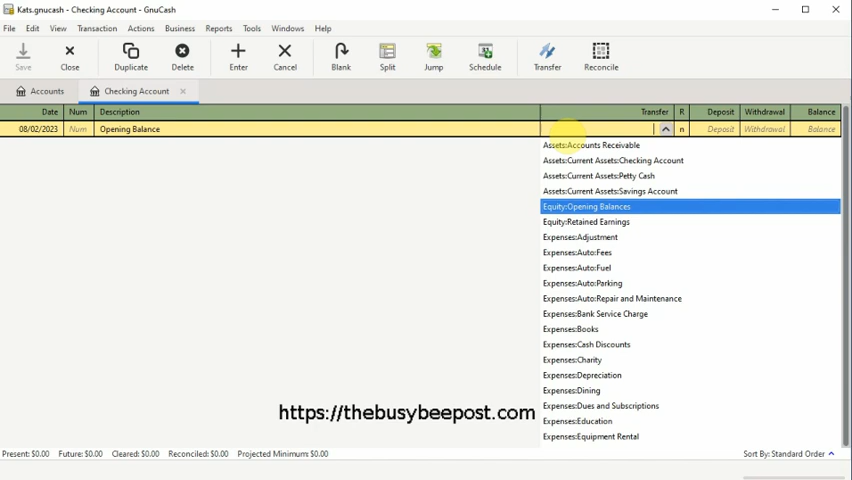 Kats.gnucash - Checking Account - GnuCash
File Edit View Transaction Actions Business Reports Tools Windows Help
Save Close Duplicate Delete Enter Cancel Blank Split Jump Schedule Transfer Reconcile
Accounts Checking Account
Date Num Description Transfer R Deposit Withdrawal Balance
08/02/2023 Num Opening Balance n Deposit Withdrawal Balance
Assets:Accounts Receivable
Assets:Current Assets:Checking Account
Assets:Current Assets:Petty Cash
Assets:Current Assets:Savings Account
Equity:Opening Balances
Equity:Retained Earnings
Expenses:Adjustment
Expenses:Auto:Fees
Expenses:Auto:Fuel
Expenses:Auto:Parking
Expenses:Auto:Repair and Maintenance
Expenses:Bank Service Charge
Expenses:Books
Expenses:Cash Discounts
Expenses:Charity
Expenses:Depreciation
Expenses:Dining
Expenses:Dues and Subscriptions
Expenses:Education
Expenses:Equipment Rental
https://thebusybeepost.com
Present: $0.00 Future: $0.00 Cleared: $0.00 Reconciled: $0.00 Projected Minimum: $0.00 Sort By: Standard Order